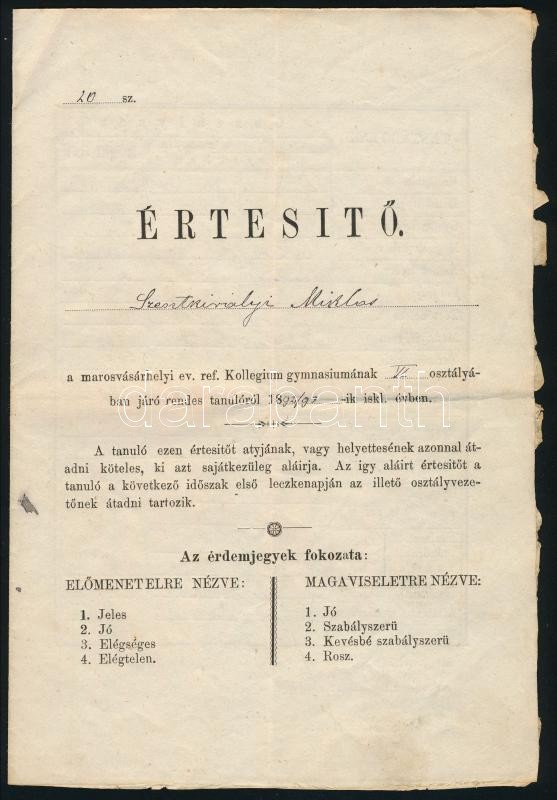 20 sz.
ÉRTESITŐ.
Szentkirályi Miklos
a marosvásárhelyi ev. ref. Kollegium gymnasiumának VI. osztályá-
ban járó rendes tanulóról 1892/93-ik iskl. évben.
darabanth
A tanuló ezen értesitőt atyjának, vagy helyettesének azonnal át-
adni köteles, ki azt sajátkezüleg aláirja. Az igy aláirt értesitőt a
tanuló a következő időszak első leczkenapján az illető osztályveze-
tőnek átadni tartozik.
Az érdemjegyek fokozata:
ELŐMENETELRE NÉZVE:
1. Jeles
2. Jó
3. Elégséges
4. Elégtelen.
MAGAVISELETRE NÉZVE:
1. Jó
2. Szabályszerü
3. Kevésbé szabályszerü
4. Rosz.